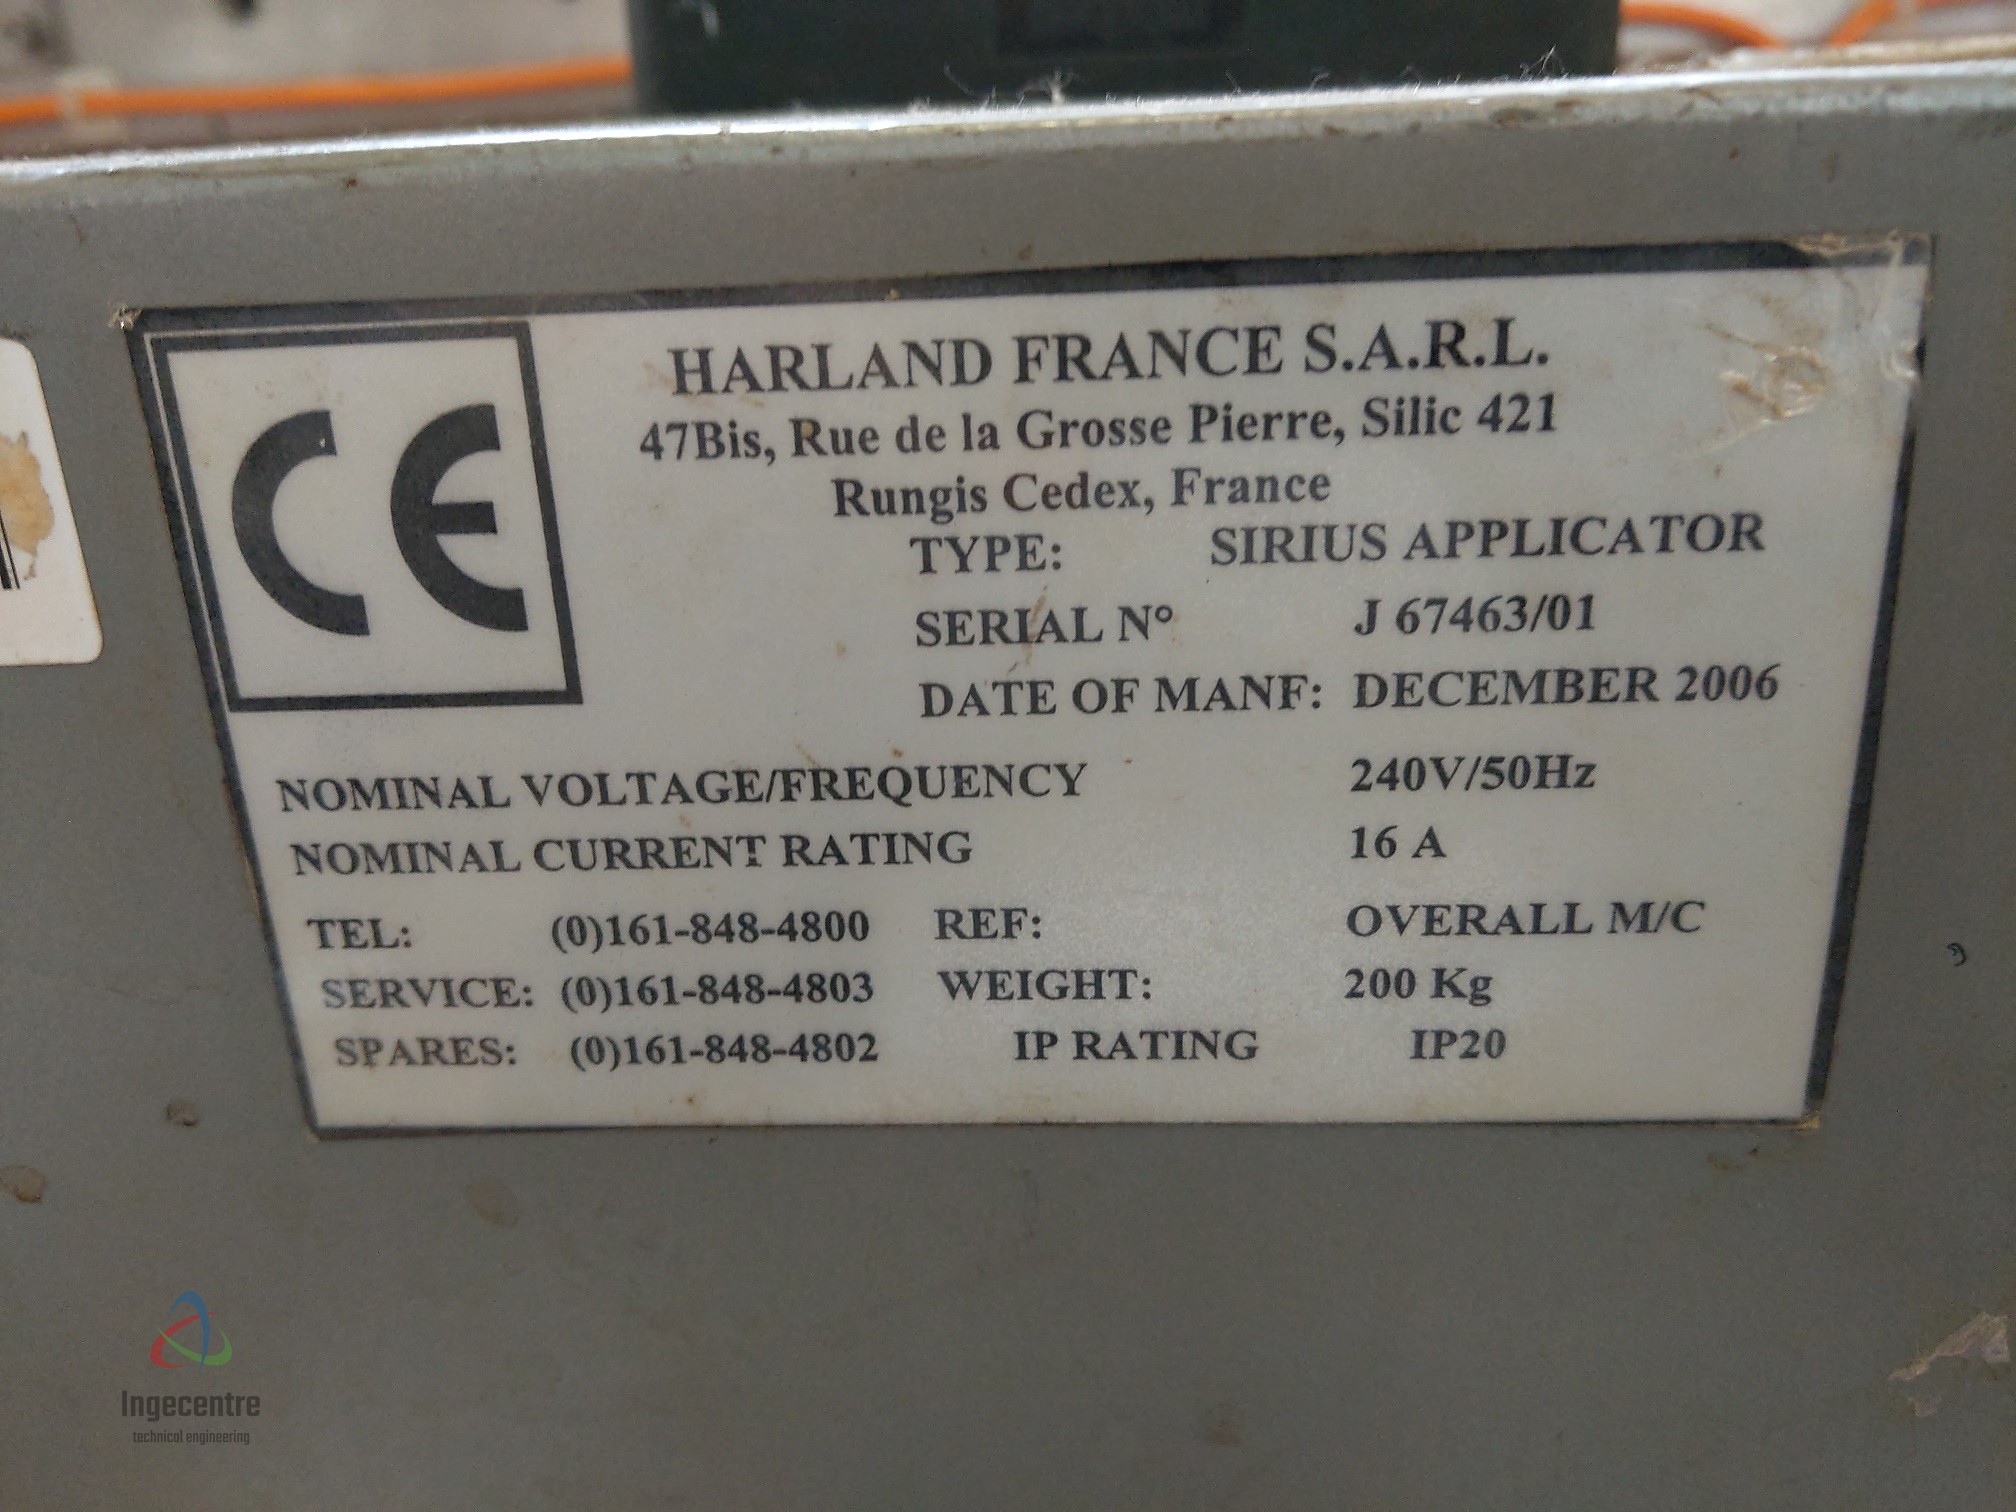 CE
HARLAND FRANCE S.A.R.L.
47Bis, Rue de la Grosse Pierre, Silic 421
Rungis Cedex, France
TYPE: SIRIUS APPLICATOR
SERIAL N° J 67463/01
DATE OF MANF: DECEMBER 2006
NOMINAL VOLTAGE/FREQUENCY 240V/50Hz
NOMINAL CURRENT RATING 16 A
TEL: (0)161-848-4800 REF: OVERALL M/C
SERVICE: (0)161-848-4803 WEIGHT: 200 Kg
SPARES: (0)161-848-4802 IP RATING IP20
Ingecentre
technical engineering